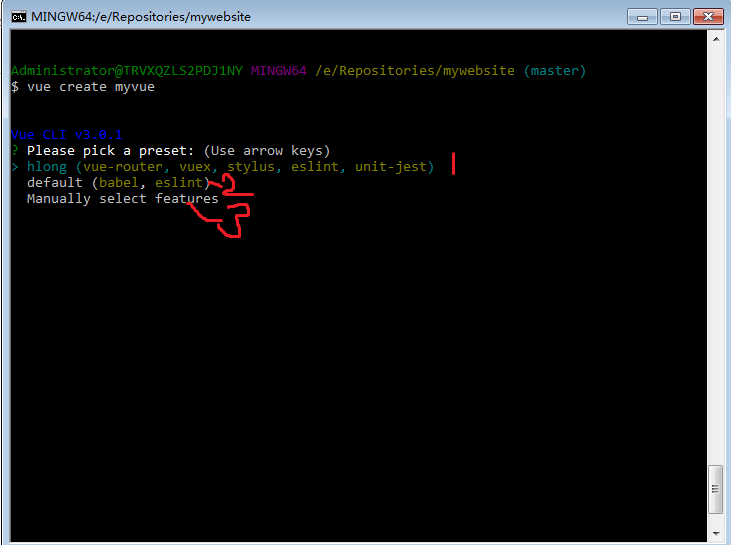 MINGW64:/e/Repositories/mywebsite
Administrator@TRVXQZLS2PDJ1NY MINGW64 /e/Repositories/mywebsite (master)
$ vue create myvue
Vue CLI v3.0.1
? Please pick a preset: (Use arrow keys)
> hlong (vue-router, vuex, stylus, eslint, unit-jest) 1
default (babel, eslint) 2
Manually select features 3